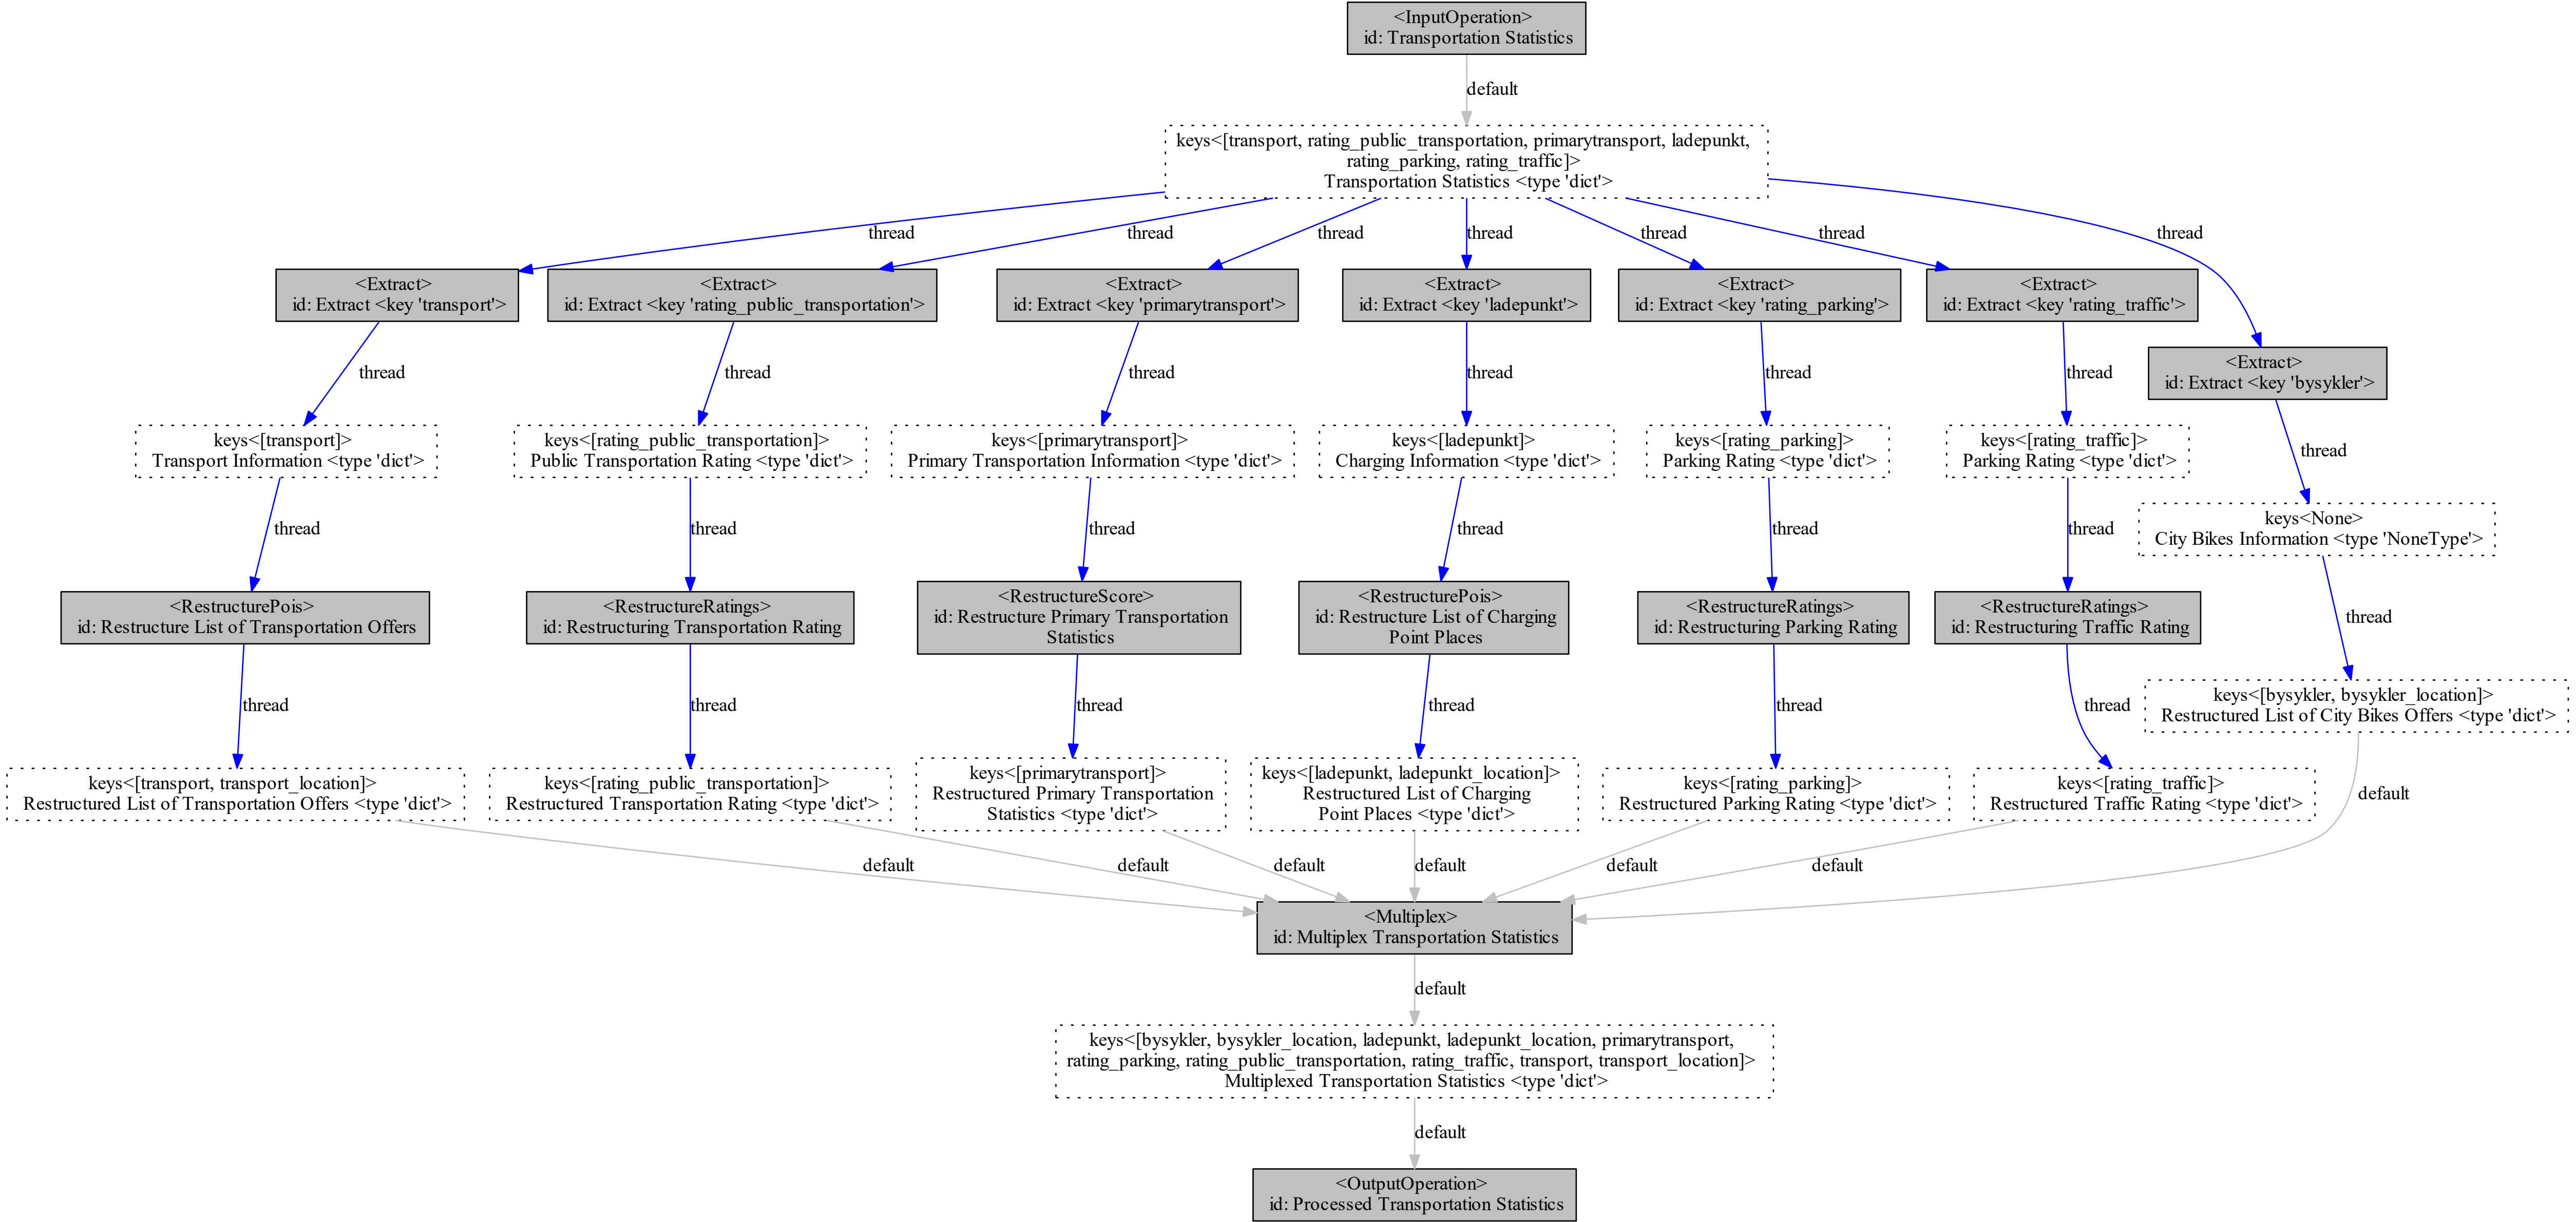 <InputOperation>
id: Transportation Statistics
default
keys<[transport, rating_public_transportation, primarytransport, ladepunkt,
rating_parking, rating_traffic]>
Transportation Statistics <type 'dict'>
thread
thread
thread
thread
thread
thread
thread
<Extract>
id: Extract <key 'transport'>
<Extract>
id: Extract <key 'rating_public_transportation'>
<Extract>
id: Extract <key 'primarytransport'>
<Extract>
id: Extract <key 'ladepunkt'>
<Extract>
id: Extract <key 'rating_parking'>
<Extract>
id: Extract <key 'rating_traffic'>
<Extract>
id: Extract <key 'bysykler'>
thread
thread
thread
thread
thread
thread
thread
keys<[transport]>
Transport Information <type 'dict'>
keys<[rating_public_transportation]>
Public Transportation Rating <type 'dict'>
keys<[primarytransport]>
Primary Transportation Information <type 'dict'>
keys<[ladepunkt]>
Charging Information <type 'dict'>
keys<[rating_parking]>
Parking Rating <type 'dict'>
keys<[rating_traffic]>
Parking Rating <type 'dict'>
keys<None>
City Bikes Information <type 'NoneType'>
thread
thread
thread
thread
thread
thread
thread
<RestructurePois>
id: Restructure List of Transportation Offers
<RestructureRatings>
id: Restructuring Transportation Rating
<RestructureScore>
id: Restructure Primary Transportation
Statistics
<RestructurePois>
id: Restructure List of Charging
Point Places
<RestructureRatings>
id: Restructuring Parking Rating
<RestructureRatings>
id: Restructuring Traffic Rating
thread
thread
thread
thread
thread
thread
keys<[bysykler, bysykler_location]>
Restructured List of City Bikes Offers <type 'dict'>
keys<[transport, transport_location]>
Restructured List of Transportation Offers <type 'dict'>
keys<[rating_public_transportation]>
Restructured Transportation Rating <type 'dict'>
keys<[primarytransport]>
Restructured Primary Transportation
Statistics <type 'dict'>
keys<[ladepunkt, ladepunkt_location]>
Restructured List of Charging
Point Places <type 'dict'>
keys<[rating_parking]>
Restructured Parking Rating <type 'dict'>
keys<[rating_traffic]>
Restructured Traffic Rating <type 'dict'>
default
default
default
default
default
default
default
<Multiplex>
id: Multiplex Transportation Statistics
default
keys<[bysykler, bysykler_location, ladepunkt, ladepunkt_location, primarytransport,
rating_parking, rating_public_transportation, rating_traffic, transport, transport_location]>
Multiplexed Transportation Statistics <type 'dict'>
default
<OutputOperation>
id: Processed Transportation Statistics